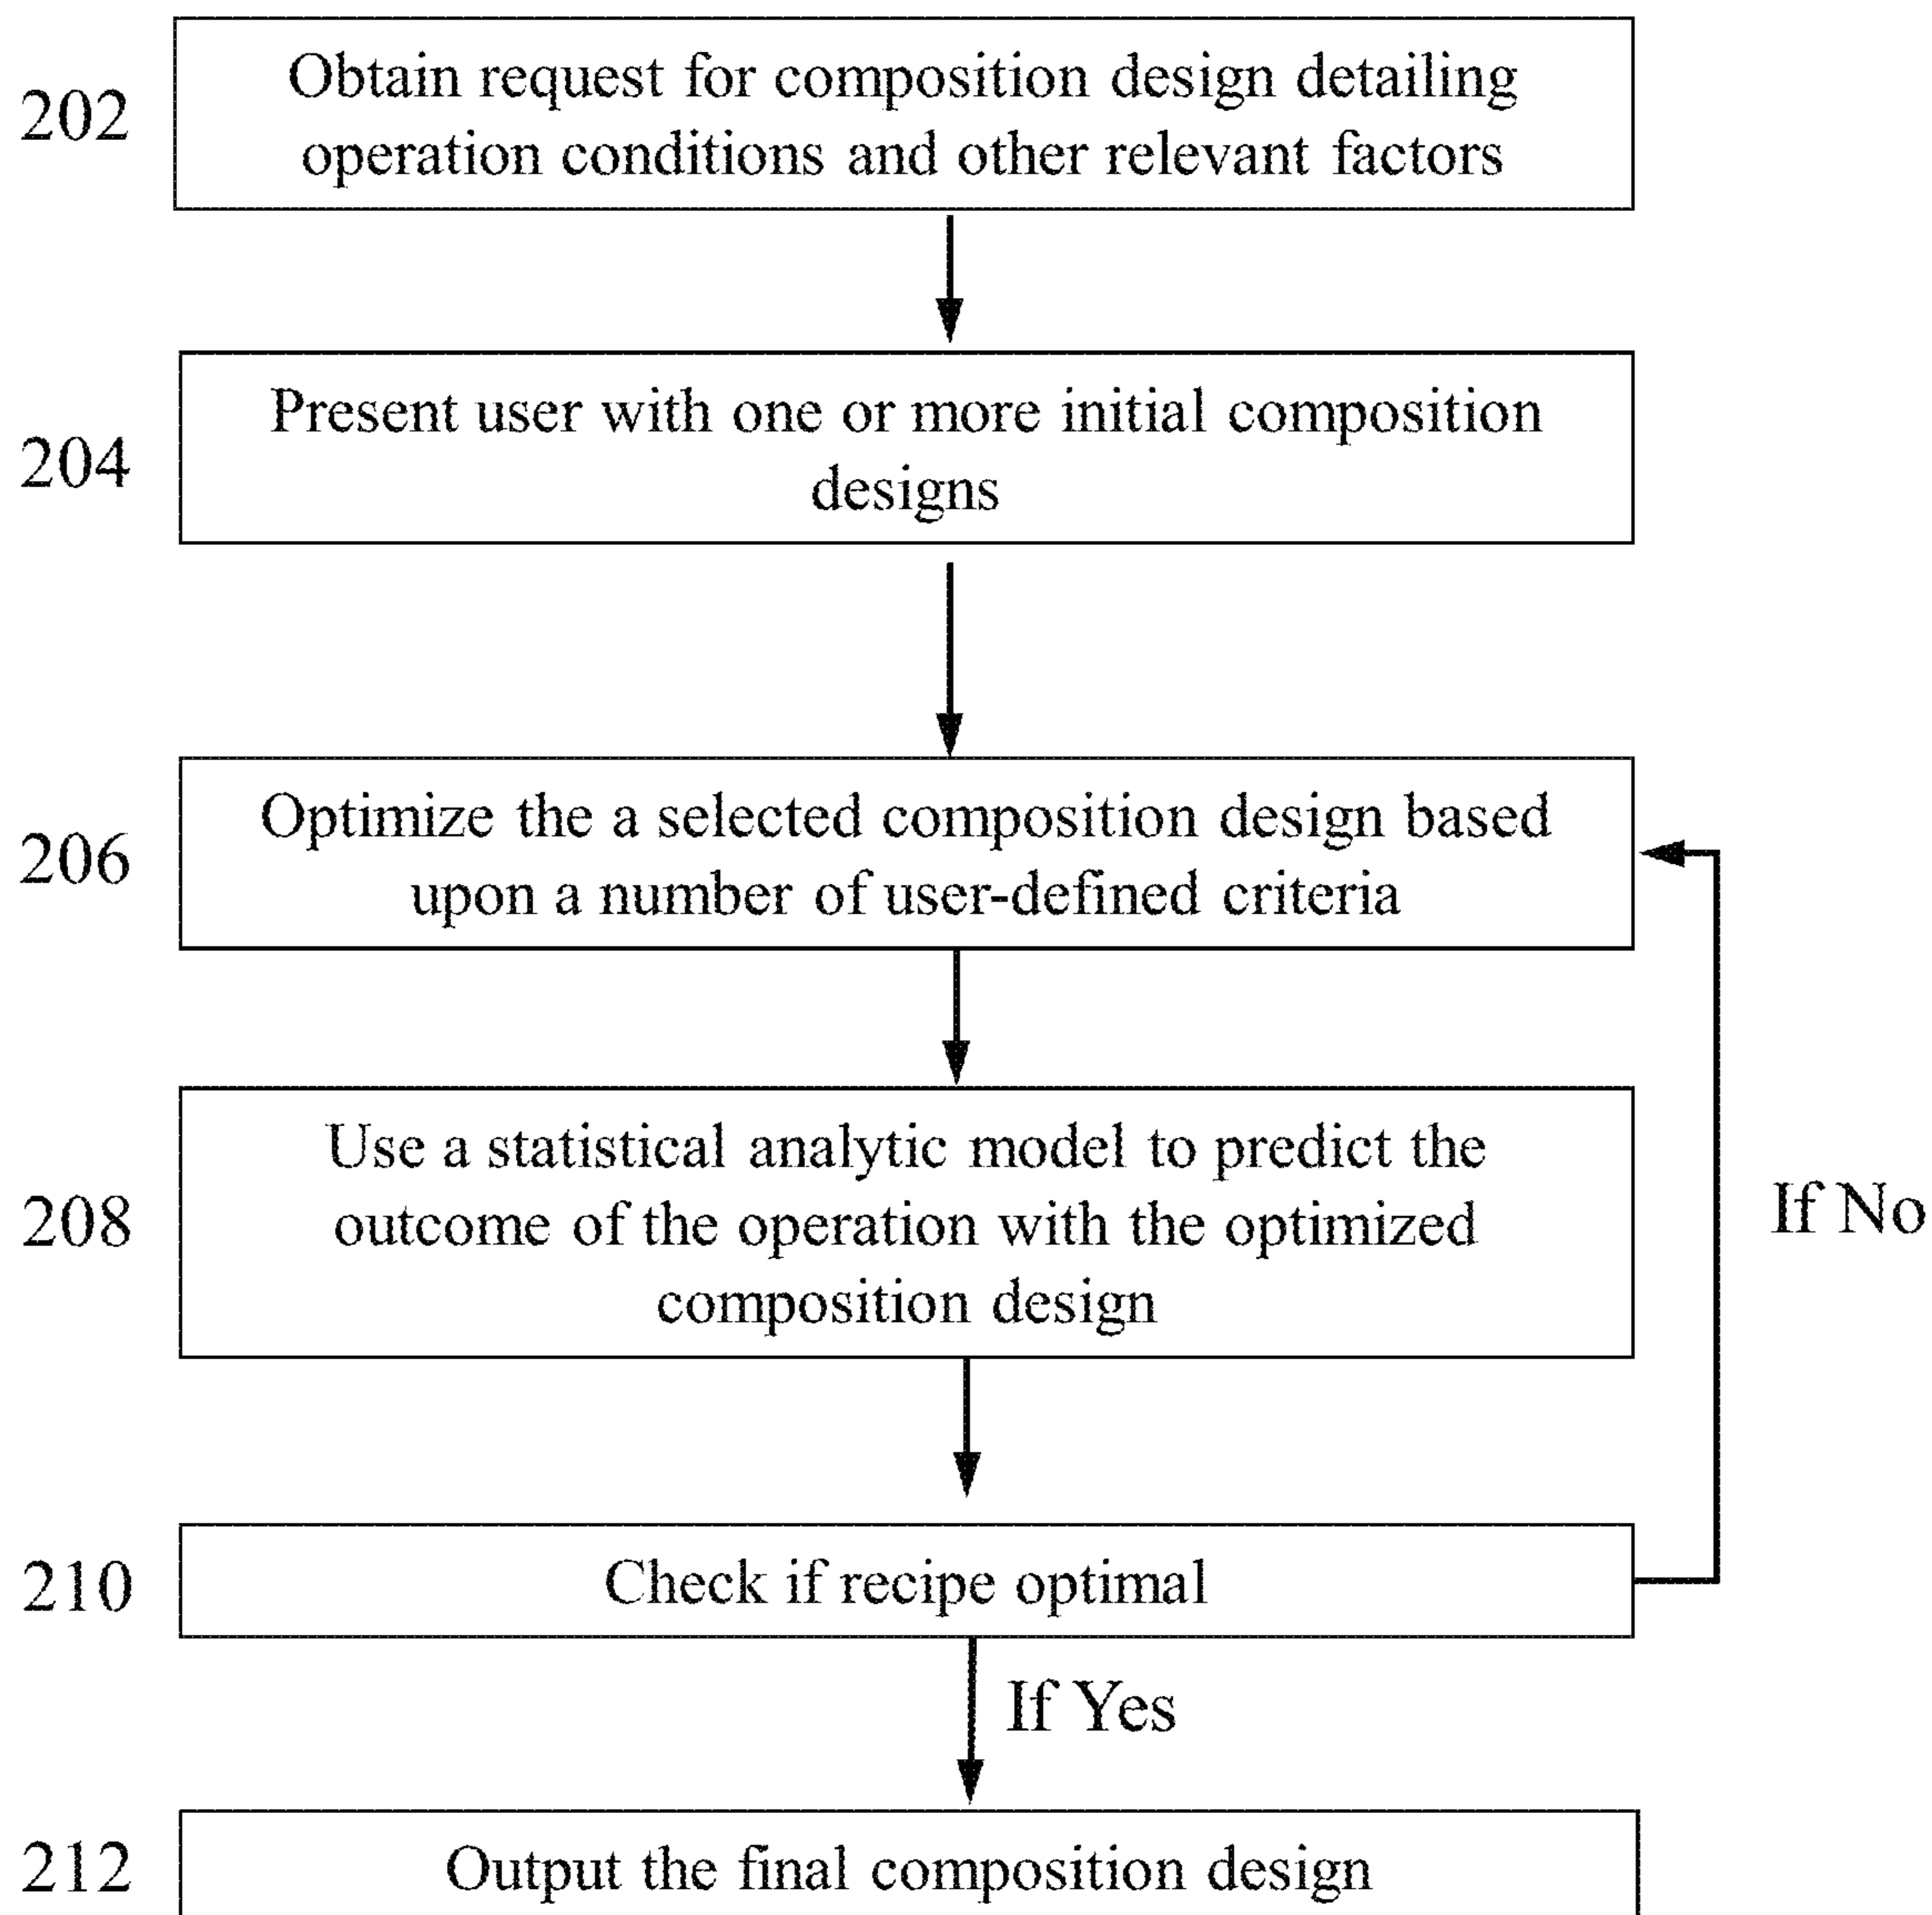 202
Obtain request for composition design detailing
operation conditions and other relevant factors
204
Present user with one or more initial composition
designs
206
Optimize the a selected composition design based
upon a number of user-defined criteria
208
Use a statistical analytic model to predict the
outcome of the operation with the optimized
composition design
If No
210
Check if recipe optimal
If Yes
212
Output the final composition design